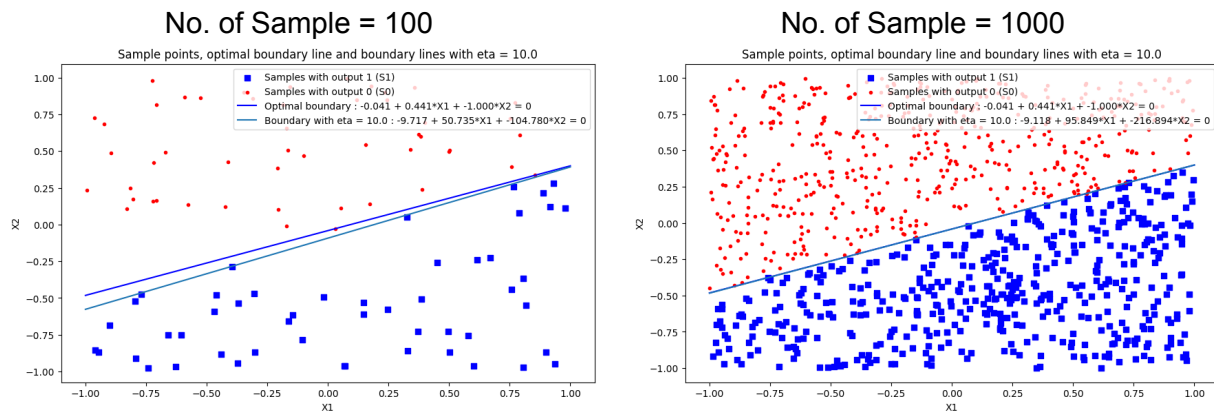 No. of Sample = 100
Sample points, optimal boundary line and boundary lines with eta = 10.0
Samples with output 1 (S1)
Samples with output 0 (S0)
Optimal boundary : -0.041 + 0.441*X1 + -1.000*X2 = 0
Boundary with eta = 10.0 : -9.717 + 50.735*X1 + -104.780*X2 = 0
X2
1.00
0.75
0.50
0.25
0.00
−0.25
−0.50
−0.75
−1.00
−1.00 −0.75 −0.50 −0.25 0.00 0.25 0.50 0.75 1.00
X1
No. of Sample = 1000
Sample points, optimal boundary line and boundary lines with eta = 10.0
Samples with output 1 (S1)
Samples with output 0 (S0)
Optimal boundary : -0.041 + 0.441*X1 + -1.000*X2 = 0
Boundary with eta = 10.0 : -9.118 + 95.849*X1 + -216.894*X2 = 0
X2
1.00
0.75
0.50
0.25
0.00
−0.25
−0.50
−0.75
−1.00
−1.00 −0.75 −0.50 −0.25 0.00 0.25 0.50 0.75 1.00
X1